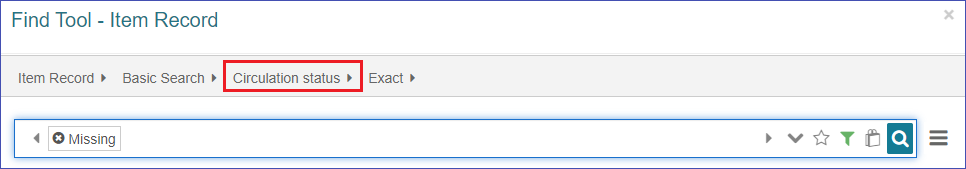 Find Tool - Item Record
Item Record Basic Search Circulation status Exact
Missing